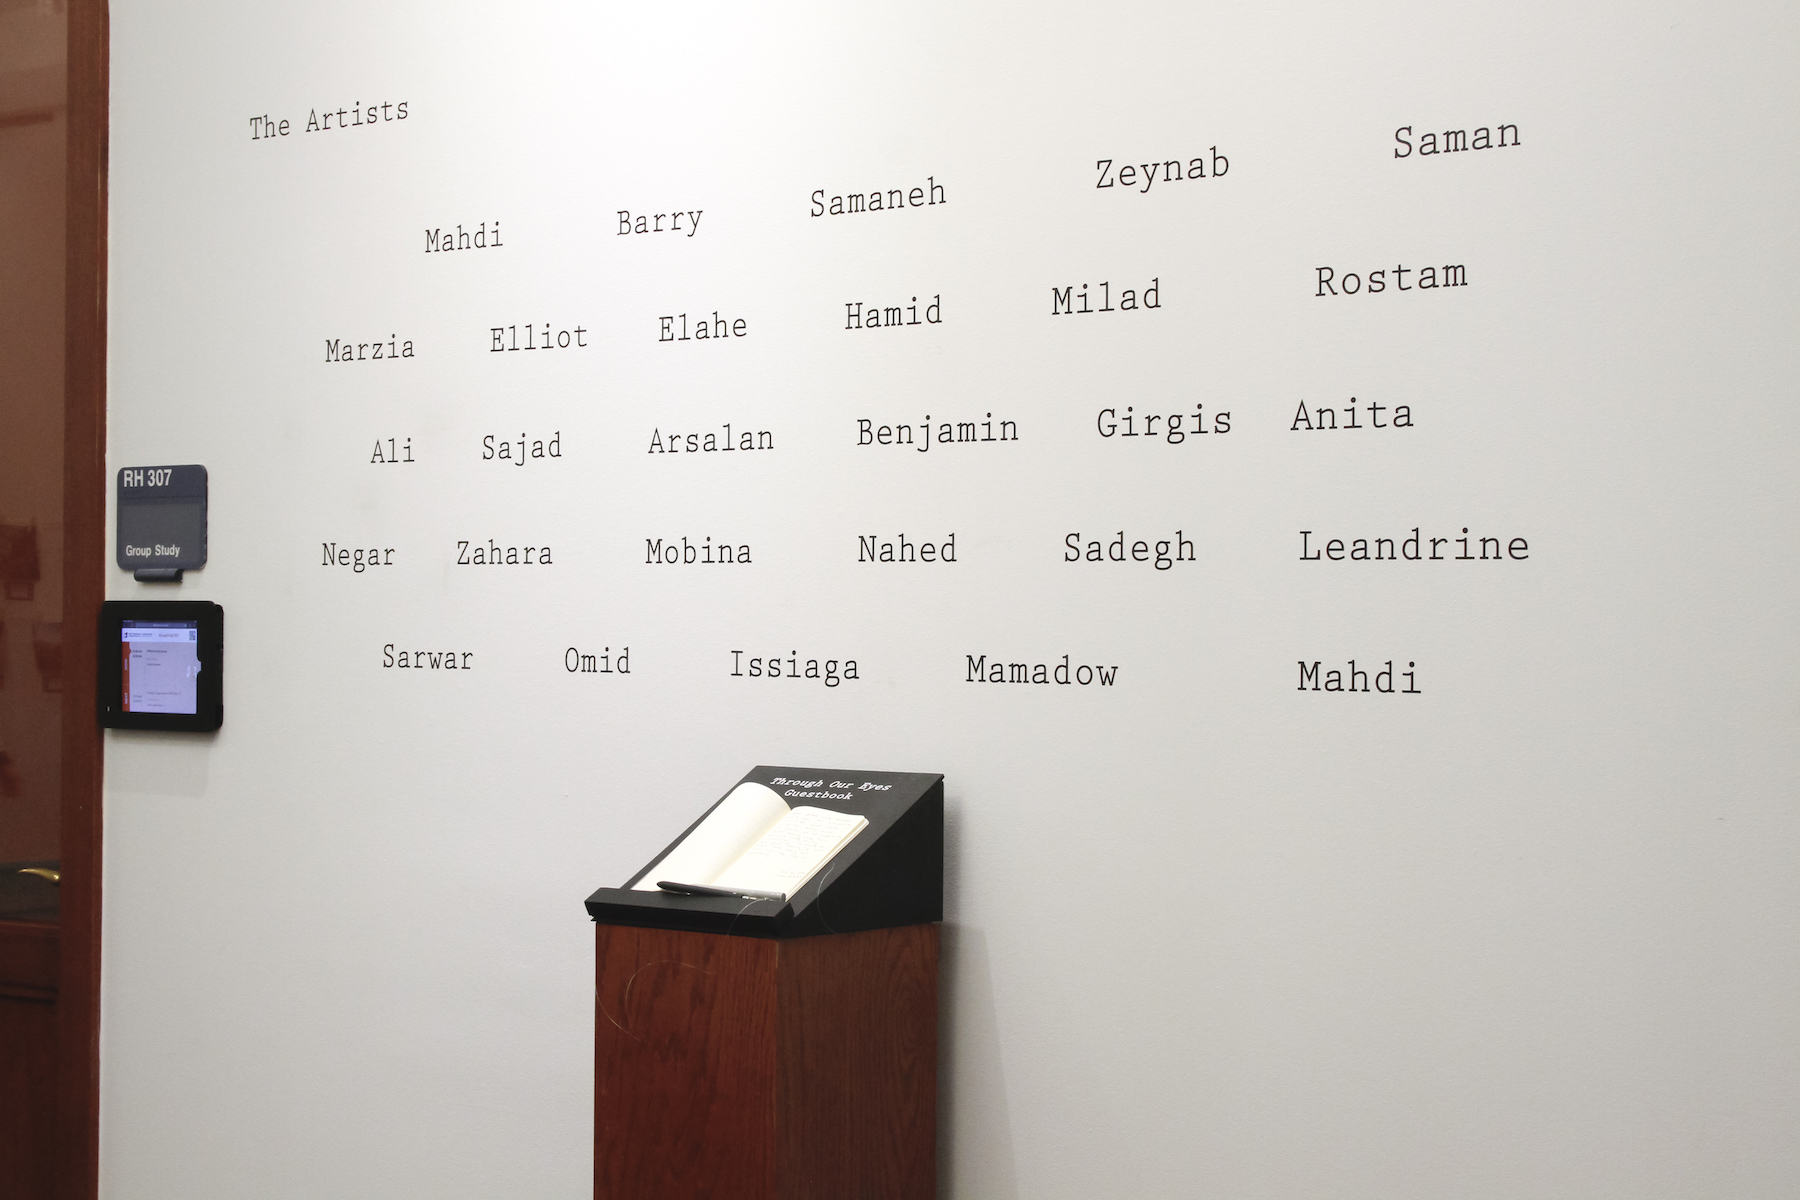 The Artists
Mahdi Barry Samaneh Zeynab Saman
Marzia Elliot Elahe Hamid Milad Rostam
Ali Sajad Arsalan Benjamin Girgis Anita
Negar Zahara Mobina Nahed Sadegh Leandrine
Sarwar Omid Issiaga Mamadow Mahdi
RH 307
Group Study
Through Our Eyes
Guestbook